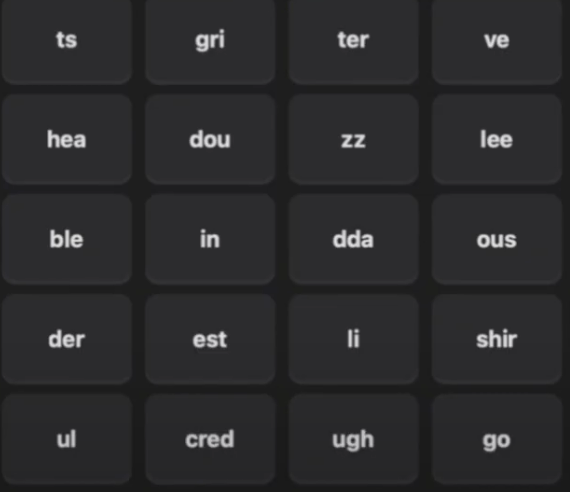 ts gri ter ve
hea dou zz lee
ble in dda ous
der est li shir
ul cred ugh go